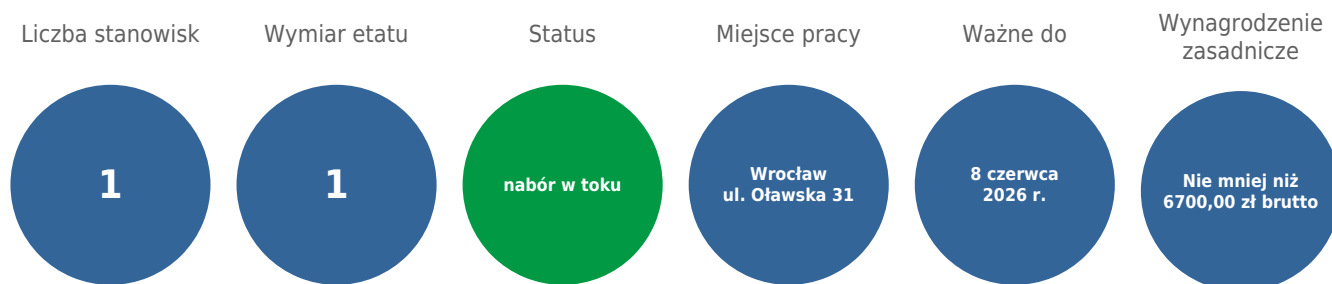 Liczba stanowisk
1
Wymiar etatu
1
Status
nabór w toku
Miejsce pracy
Wrocław
ul. Oławska 31
Ważne do
8 czerwca
2026 r.
Wynagrodzenie
zasadnicze
Nie mniej niż
6700,00 zł brutto